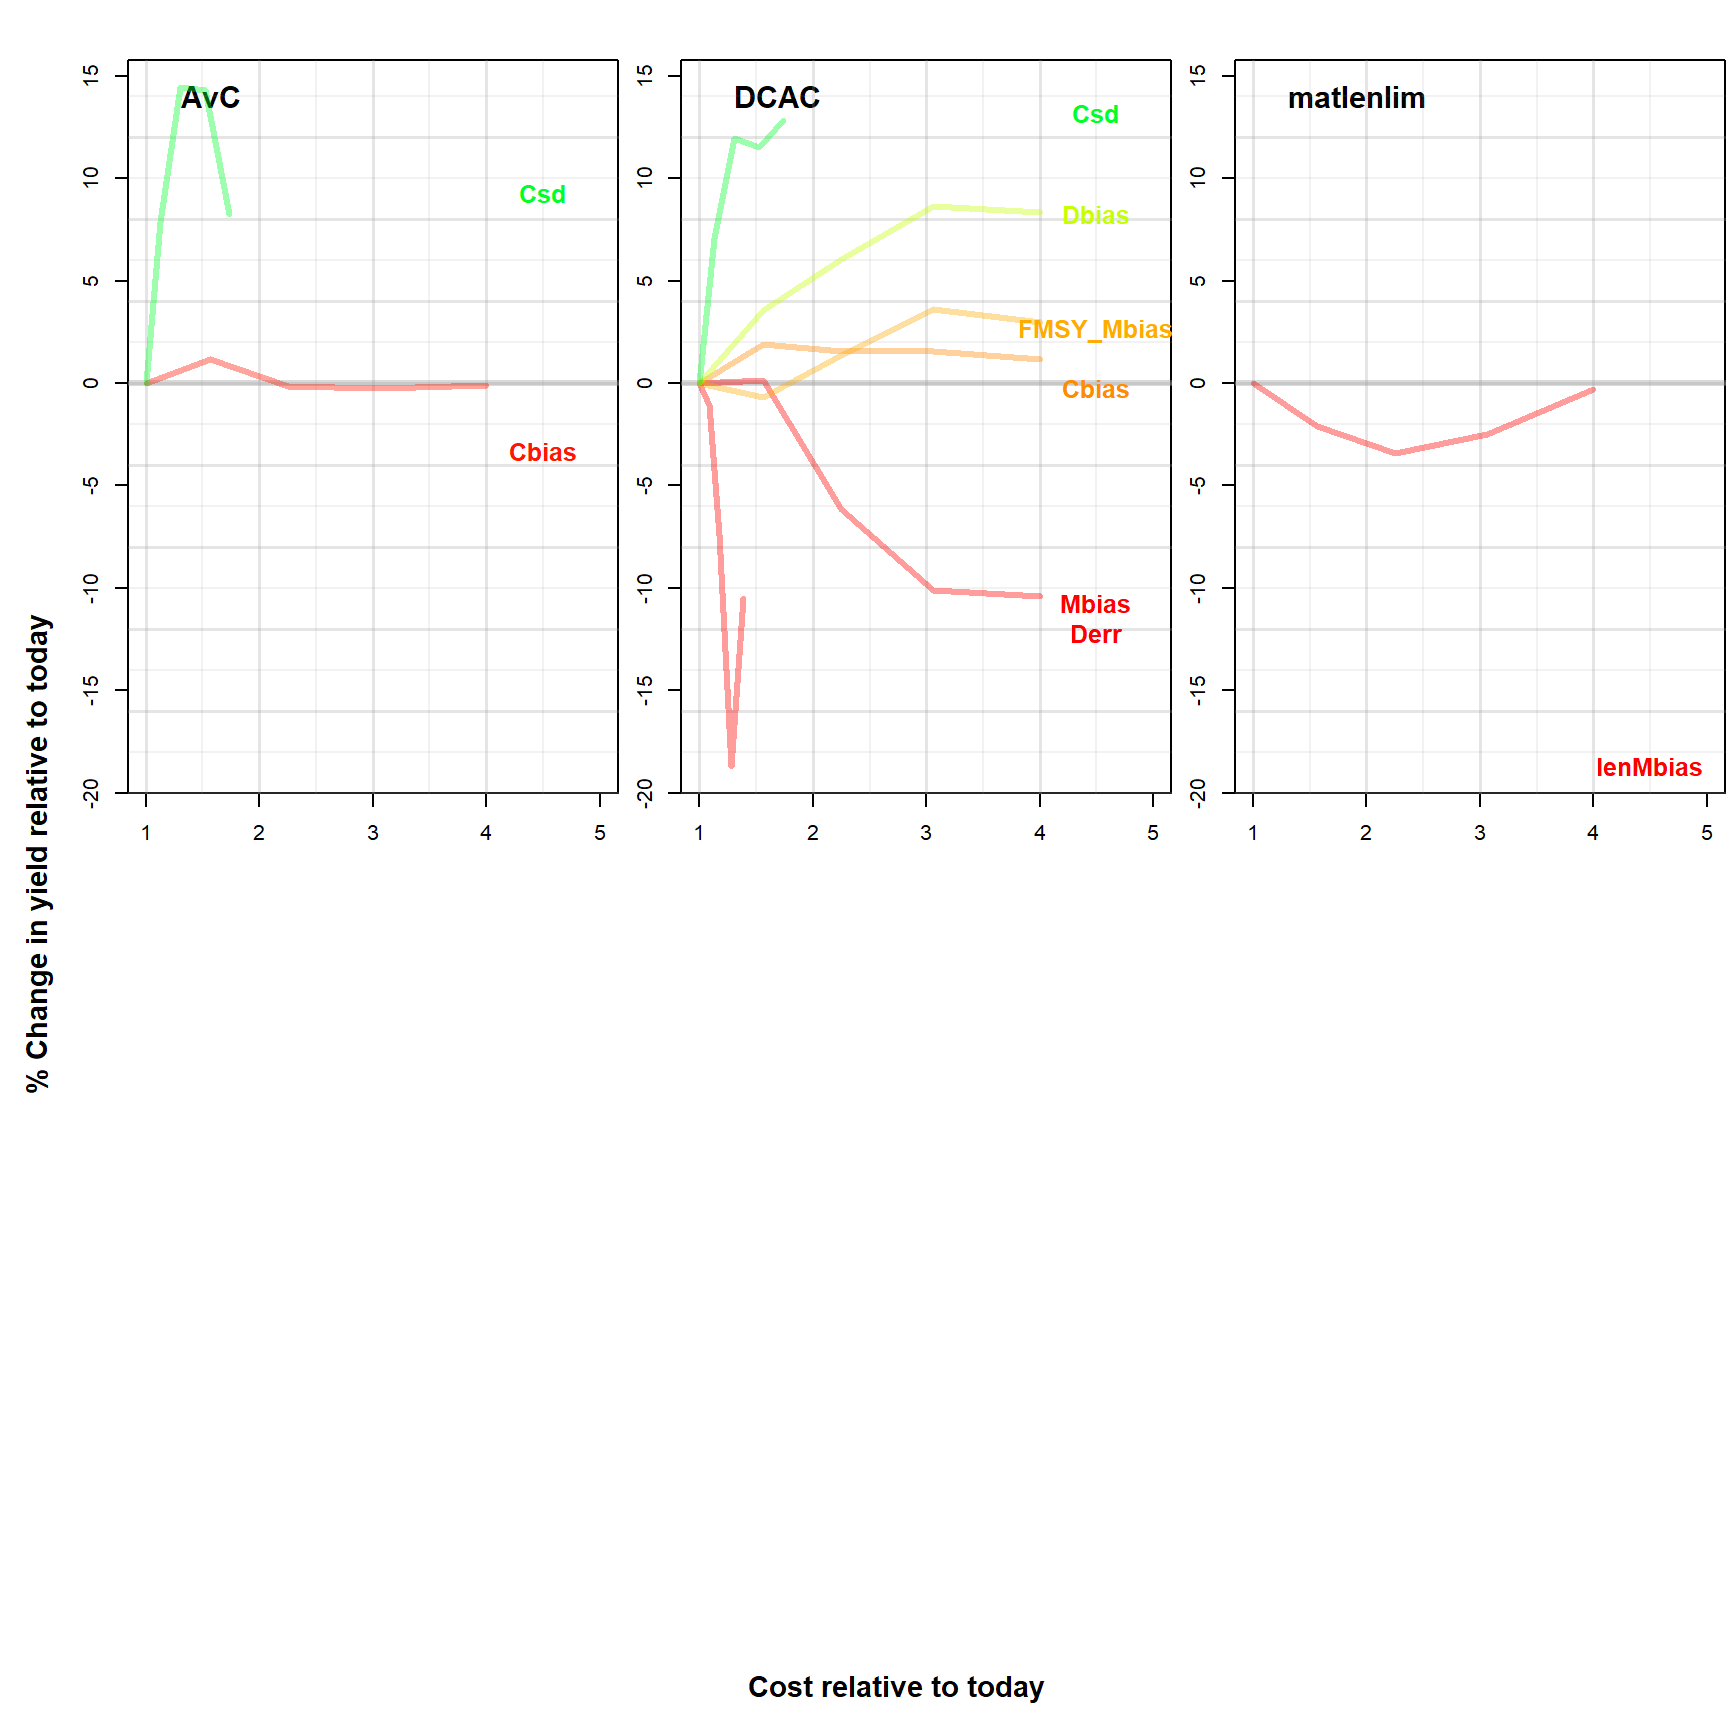 % Change in yield relative to today
15
10
5
0
-5
-10
-15
-20
AvC
Csd
Cbias
1 2 3 4 5
15
10
5
0
-5
-10
-15
-20
DCAC
Csd
Dbias
FMSY_Mbias
Cbias
Mbias
Derr
1 2 3 4 5
15
10
5
0
-5
-10
-15
-20
matlenlim
lenMbias
1 2 3 4 5
Cost relative to today